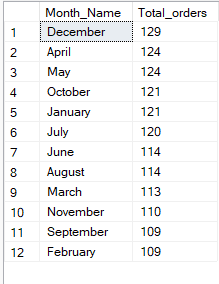 Month_Name Total_orders
1 December 129
2 April 124
3 May 124
4 October 121
5 January 121
6 July 120
7 June 114
8 August 114
9 March 113
10 November 110
11 September 109
12 February 109